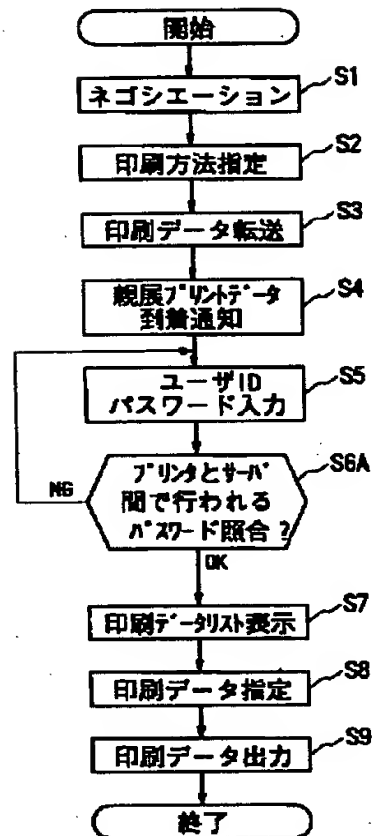 開始
S1
ネゴシエーション
S2
印刷方法指定
S3
印刷データ転送
S4
親展プリントデータ
到着通知
S5
ユーザID
パスワード入力
S6A
プリンタとサーバ
間で行われる
パスワード照合?
NG
OK
S7
印刷データリスト表示
S8
印刷データ指定
S9
印刷データ出力
終了